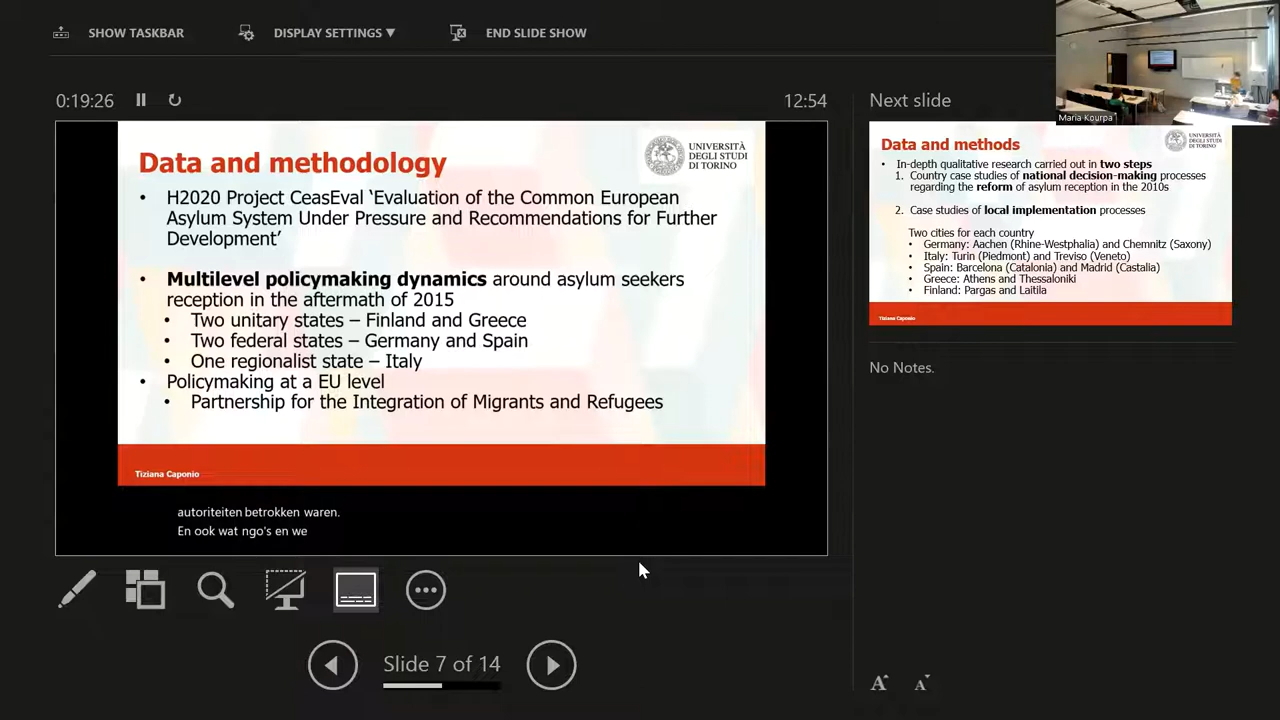 SHOW TASKBAR
DISPLAY SETTINGS ▼
END SLIDE SHOW
Maria Kourpa
0:19:26
12:54
Data and methodology
UNIVERSITÀ
DEGLI STUDI
DI TORINO
• H2020 Project CeasEval ‘Evaluation of the Common European
Asylum System Under Pressure and Recommendations for Further
Development’
• Multilevel policymaking dynamics around asylum seekers
reception in the aftermath of 2015
• Two unitary states – Finland and Greece
• Two federal states – Germany and Spain
• One regionalist state – Italy
• Policymaking at a EU level
• Partnership for the Integration of Migrants and Refugees
Tiziana Caponio
autoriteiten betrokken waren.
En ook wat ngo's en we
Slide 7 of 14
Next slide
Data and methods
UNIVERSITÀ
DEGLI STUDI
DI TORINO
• In-depth qualitative research carried out in two steps
1. Country case studies of national decision-making processes
regarding the reform of asylum reception in the 2010s
2. Case studies of local implementation processes
Two cities for each country
• Germany: Aachen (Rhine-Westphalia) and Chemnitz (Saxony)
• Italy: Turin (Piedmont) and Treviso (Veneto)
• Spain: Barcelona (Catalonia) and Madrid (Castalia)
• Greece: Athens and Thessaloniki
• Finland: Pargas and Laitila
Tiziana Caponio
No Notes.
A A